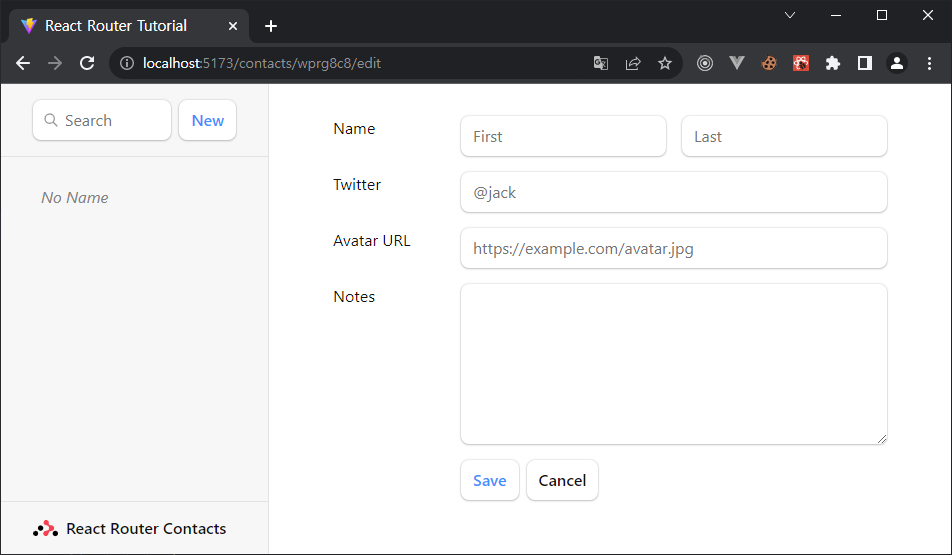 React Router Tutorial
localhost:5173/contacts/wprg8c8/edit
Search
New
No Name
React Router Contacts
Name
First
Last
Twitter
@jack
Avatar URL
https://example.com/avatar.jpg
Notes
Save
Cancel